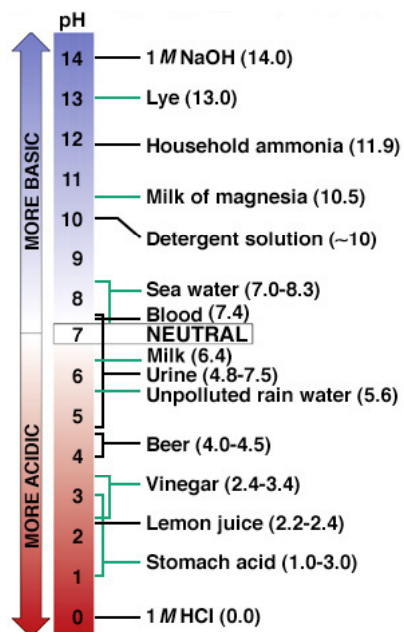 pH
14
1 M NaOH (14.0)
13
Lye (13.0)
12
Household ammonia (11.9)
11
Milk of magnesia (10.5)
10
Detergent solution (~10)
9
8
Sea water (7.0-8.3)
Blood (7.4)
7
NEUTRAL
Milk (6.4)
6
Urine (4.8-7.5)
Unpolluted rain water (5.6)
5
Beer (4.0-4.5)
4
Vinegar (2.4-3.4)
3
Lemon juice (2.2-2.4)
2
Stomach acid (1.0-3.0)
1
0
1 M HCl (0.0)
MORE BASIC
MORE ACIDIC